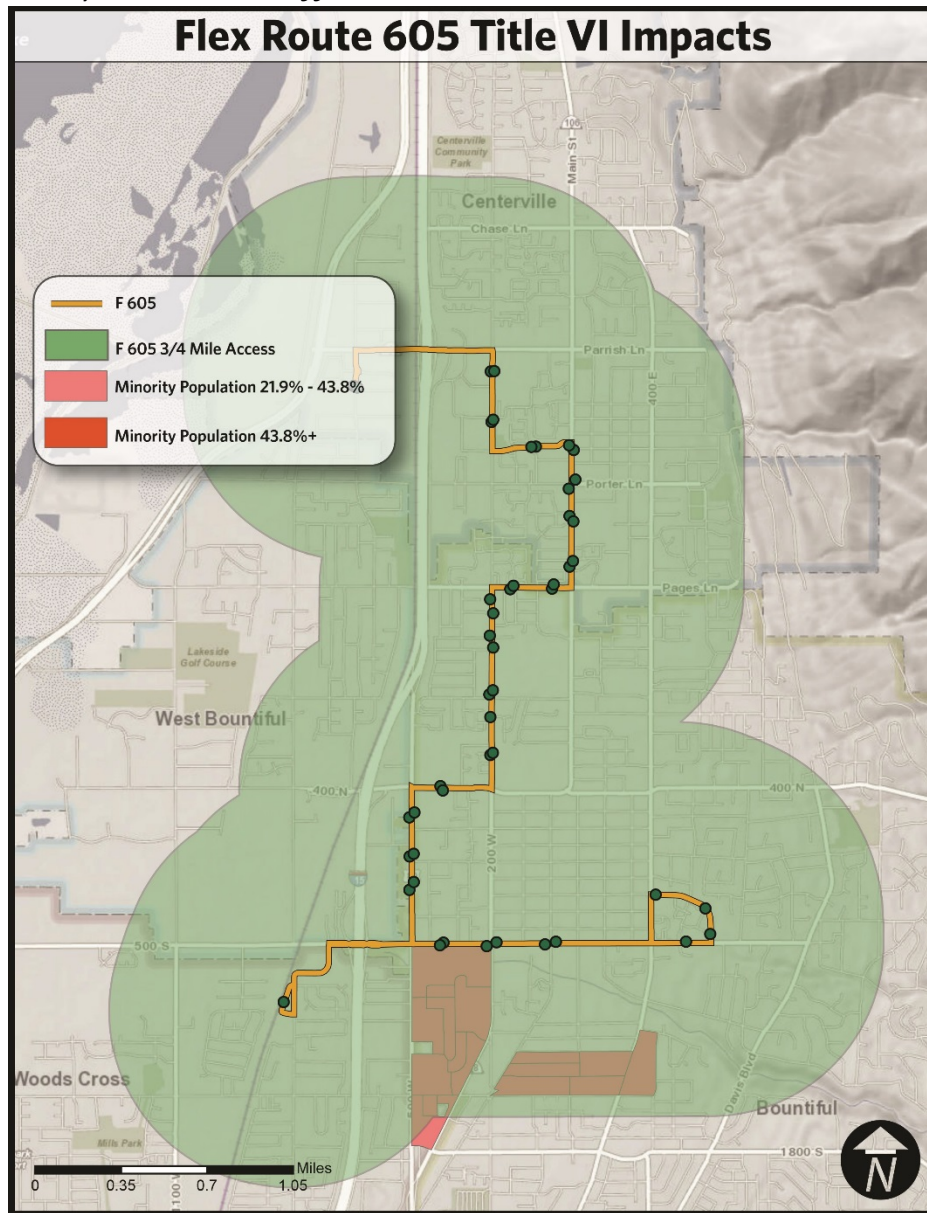 Flex Route 605 Title VI Impacts
106
Main St
Centerville
Community
Park
Centerville
Chase Ln
F 605
F 605 3/4 Mile Access
Minority Population 21.9% - 43.8%
Minority Population 43.8%+
Parrish Ln
400 E
Porter Ln
Pages Ln
Lakeside
Golf Course
West Bountiful
400 N
400 N
200 W
15
500 S
500 W
Davis Blvd
Woods Cross
Bountiful
Mills Park
1800 S
1100 W
Miles
0
0.35
0.7
1.05
N